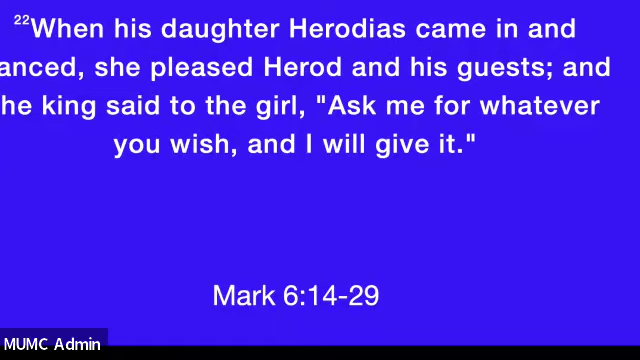 22When his daughter Herodias came in and
anced, she pleased Herod and his guests; and
he king said to the girl, "Ask me for whatever
you wish, and I will give it."
Mark 6:14-29
MUMC Admin